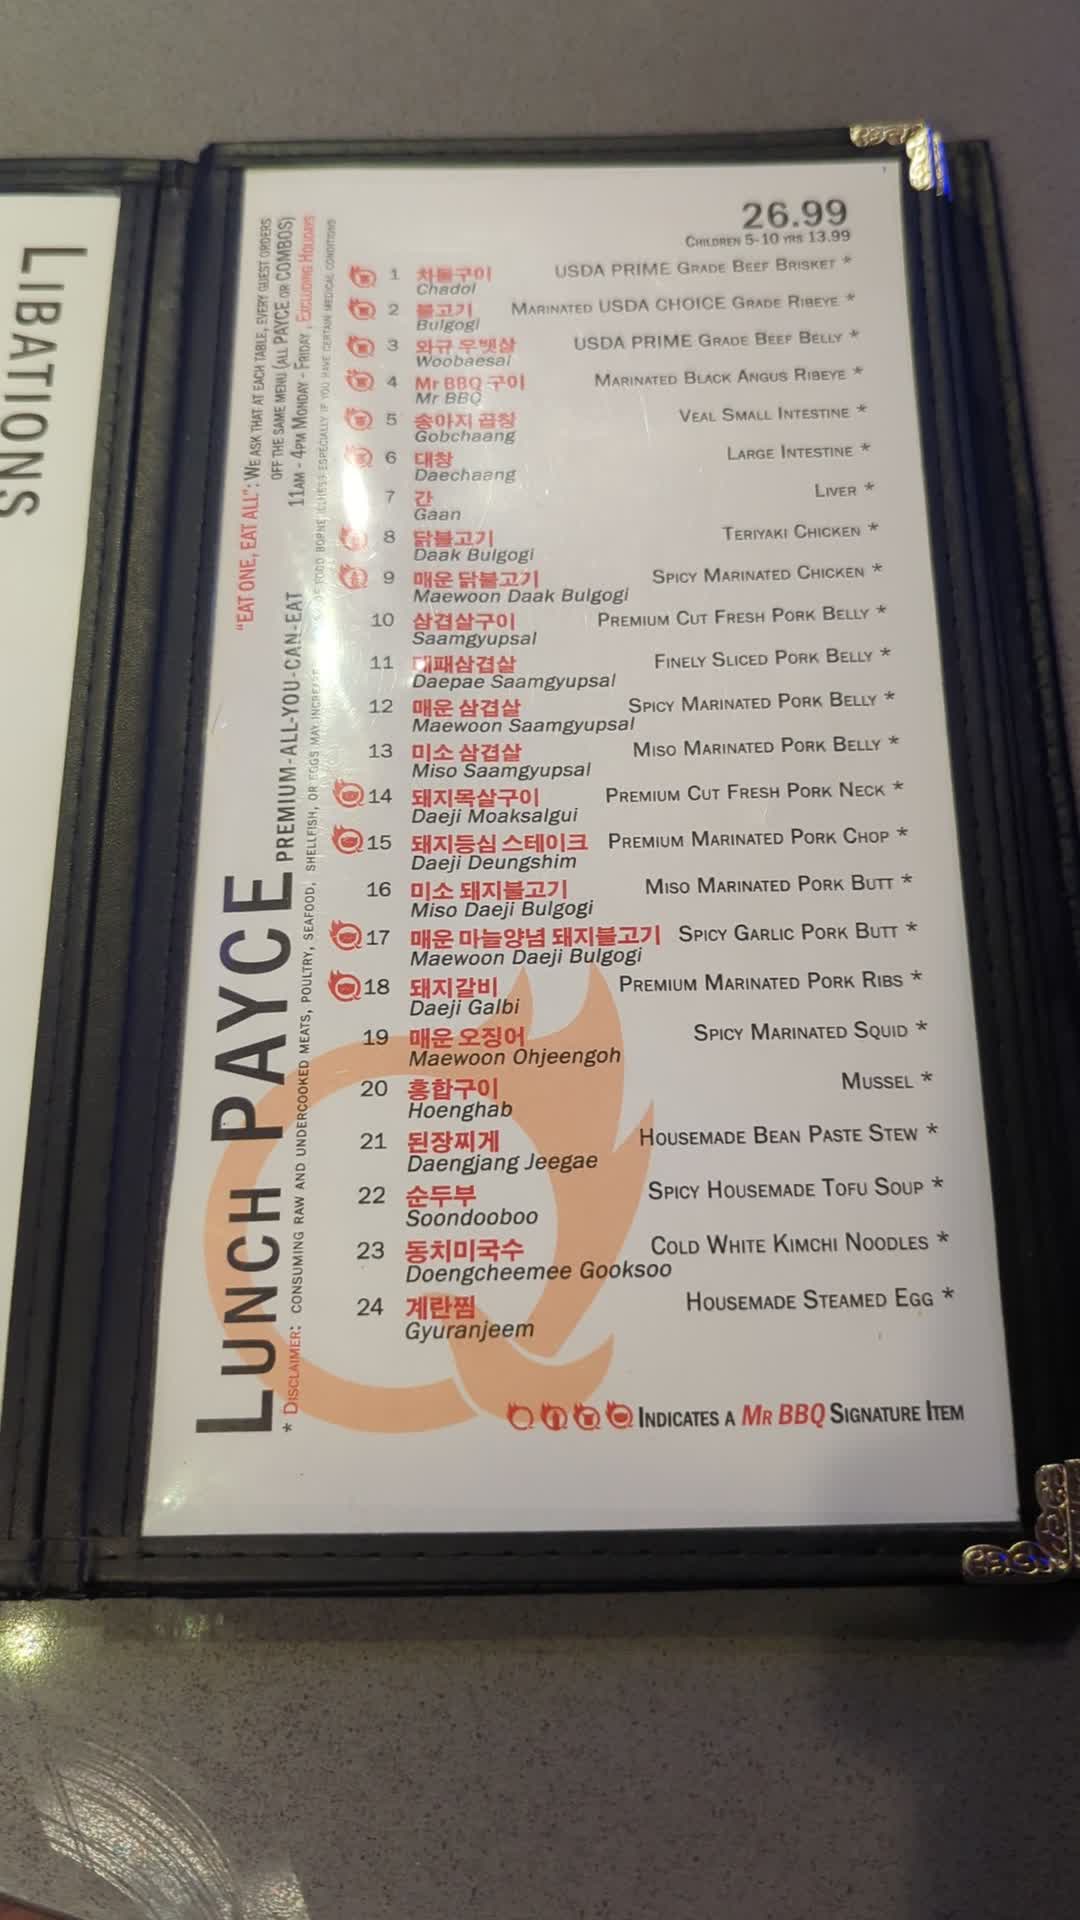 LIBATIONS
LUNCH PAYCE PREMIUM-ALL-YOU-CAN-EAT
"EAT ONE, EAT ALL": WE ASK THAT AT EACH TABLE, EVERY GUEST ORDERS
OFF THE SAME MENU (ALL PAYCE OR COMBOS)
11AM - 4PM MONDAY - FRIDAY, EXCLUDING HOLIDAYS
* DISCLAIMER: CONSUMING RAW AND UNDERCOOKED MEATS, POULTRY, SEAFOOD, SHELLFISH, OR EGGS MAY INCREASE OF FOOD BORNE ILLNESS ESPECIALLY IF YOU HAVE CERTAIN MEDICAL CONDITIONS
26.99
CHILDREN 5-10 YRS 13.99
1 차돌구이 USDA PRIME GRADE BEEF BRISKET *
Chadol
2 불고기 MARINATED USDA CHOICE GRADE RIBEYE *
Bulgogi
3 와규 우뱃살 USDA PRIME GRADE BEEF BELLY *
Woobaesal
4 Mr BBQ 구이 MARINATED BLACK ANGUS RIBEYE *
Mr BBQ
5 송아지 곱창 VEAL SMALL INTESTINE *
Gobchaang
6 대창 LARGE INTESTINE *
Daechaang
7 간 LIVER *
Gaan
8 닭불고기 TERIYAKI CHICKEN *
Daak Bulgogi
9 매운 닭불고기 SPICY MARINATED CHICKEN *
Maewoon Daak Bulgogi
10 삼겹살구이 PREMIUM CUT FRESH PORK BELLY *
Saamgyupsal
11 대패삼겹살 FINELY SLICED PORK BELLY *
Daepae Saamgyupsal
12 매운 삼겹살 SPICY MARINATED PORK BELLY *
Maewoon Saamgyupsal
13 미소 삼겹살 MISO MARINATED PORK BELLY *
Miso Saamgyupsal
14 돼지목살구이 PREMIUM CUT FRESH PORK NECK *
Daeji Moaksalgui
15 돼지등심 스테이크 PREMIUM MARINATED PORK CHOP *
Daeji Deungshim
16 미소 돼지불고기 MISO MARINATED PORK BUTT *
Miso Daeji Bulgogi
17 매운 마늘양념 돼지불고기 SPICY GARLIC PORK BUTT *
Maewoon Daeji Bulgogi
18 돼지갈비 PREMIUM MARINATED PORK RIBS *
Daeji Galbi
19 매운 오징어 SPICY MARINATED SQUID *
Maewoon Ohjeengoh
20 홍합구이 MUSSEL *
Hoenghab
21 된장찌게 HOUSEMADE BEAN PASTE STEW *
Daengjang Jeegae
22 순두부 SPICY HOUSEMADE TOFU SOUP *
Soondooboo
23 동치미국수 COLD WHITE KIMCHI NOODLES *
Doengcheemee Gooksoo
24 계란찜 HOUSEMADE STEAMED EGG *
Gyuranjeem
INDICATES A MR BBQ SIGNATURE ITEM